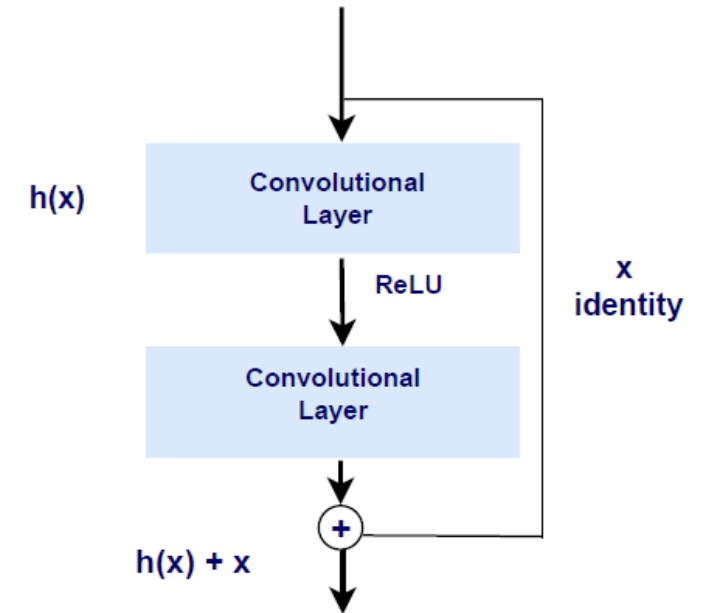 Convolutional
Layer
h(x)
ReLU
x
identity
Convolutional
Layer
+
h(x) + x